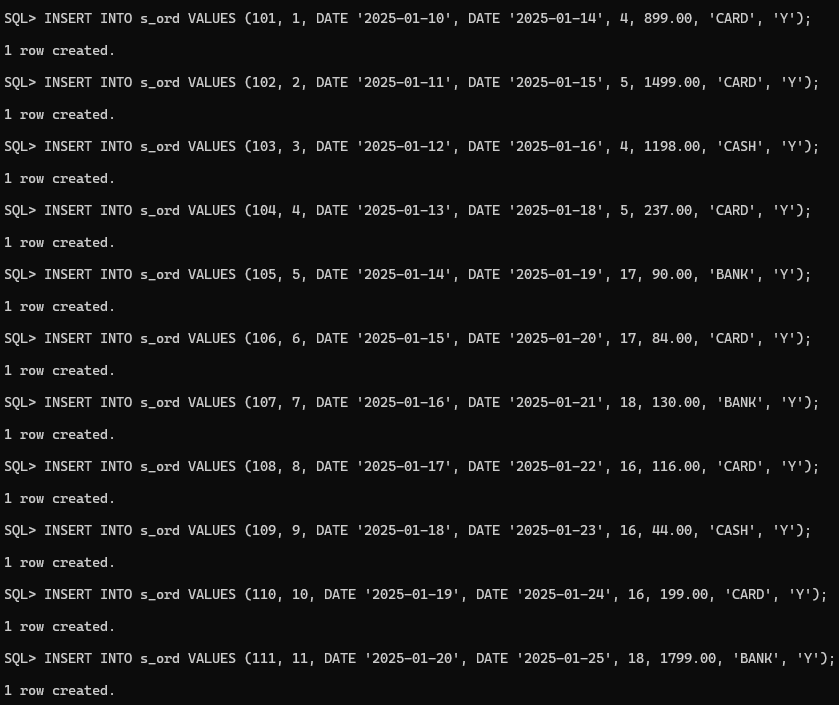 SQL> INSERT INTO s_ord VALUES (101, 1, DATE '2025-01-10', DATE '2025-01-14', 4, 899.00, 'CARD', 'Y');
1 row created.
SQL> INSERT INTO s_ord VALUES (102, 2, DATE '2025-01-11', DATE '2025-01-15', 5, 1499.00, 'CARD', 'Y');
1 row created.
SQL> INSERT INTO s_ord VALUES (103, 3, DATE '2025-01-12', DATE '2025-01-16', 4, 1198.00, 'CASH', 'Y');
1 row created.
SQL> INSERT INTO s_ord VALUES (104, 4, DATE '2025-01-13', DATE '2025-01-18', 5, 237.00, 'CARD', 'Y');
1 row created.
SQL> INSERT INTO s_ord VALUES (105, 5, DATE '2025-01-14', DATE '2025-01-19', 17, 90.00, 'BANK', 'Y');
1 row created.
SQL> INSERT INTO s_ord VALUES (106, 6, DATE '2025-01-15', DATE '2025-01-20', 17, 84.00, 'CARD', 'Y');
1 row created.
SQL> INSERT INTO s_ord VALUES (107, 7, DATE '2025-01-16', DATE '2025-01-21', 18, 130.00, 'BANK', 'Y');
1 row created.
SQL> INSERT INTO s_ord VALUES (108, 8, DATE '2025-01-17', DATE '2025-01-22', 16, 116.00, 'CARD', 'Y');
1 row created.
SQL> INSERT INTO s_ord VALUES (109, 9, DATE '2025-01-18', DATE '2025-01-23', 16, 44.00, 'CASH', 'Y');
1 row created.
SQL> INSERT INTO s_ord VALUES (110, 10, DATE '2025-01-19', DATE '2025-01-24', 16, 199.00, 'CARD', 'Y');
1 row created.
SQL> INSERT INTO s_ord VALUES (111, 11, DATE '2025-01-20', DATE '2025-01-25', 18, 1799.00, 'BANK', 'Y');
1 row created.